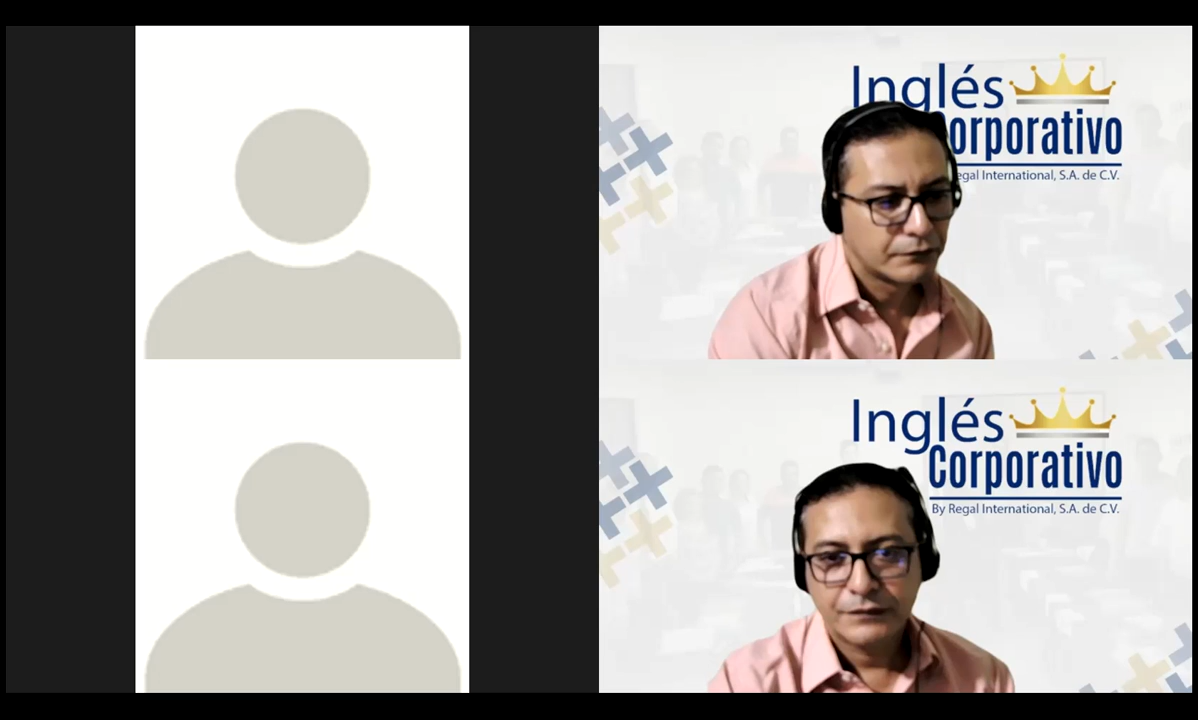 Inglés
orporativo
egal International, S.A. de C.V.
Inglés
Corporativo
By Regal International, S.A. de C.V.